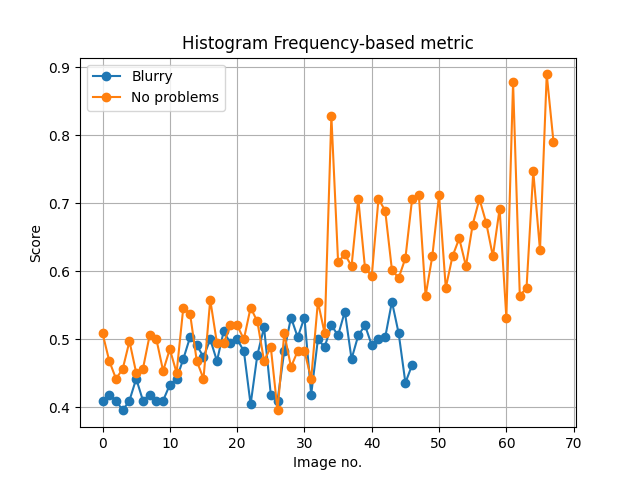 Histogram Frequency-based metric
Blurry
No problems
Score
0.9
0.8
0.7
0.6
0.5
0.4
0 10 20 30 40 50 60 70
Image no.